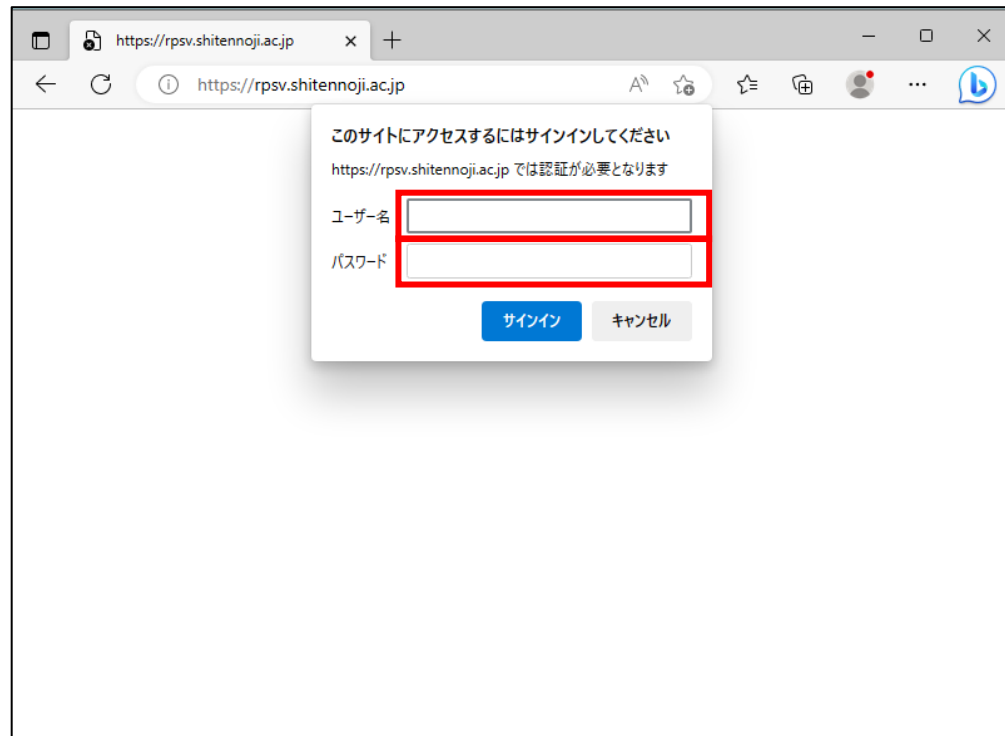 https://rpsv.shitennoji.ac.jp
https://rpsv.shitennoji.ac.jp
このサイトにアクセスするにはサインインしてください
https://rpsv.shitennoji.ac.jp では認証が必要となります
ユーザー名
パスワード
サインイン キャンセル